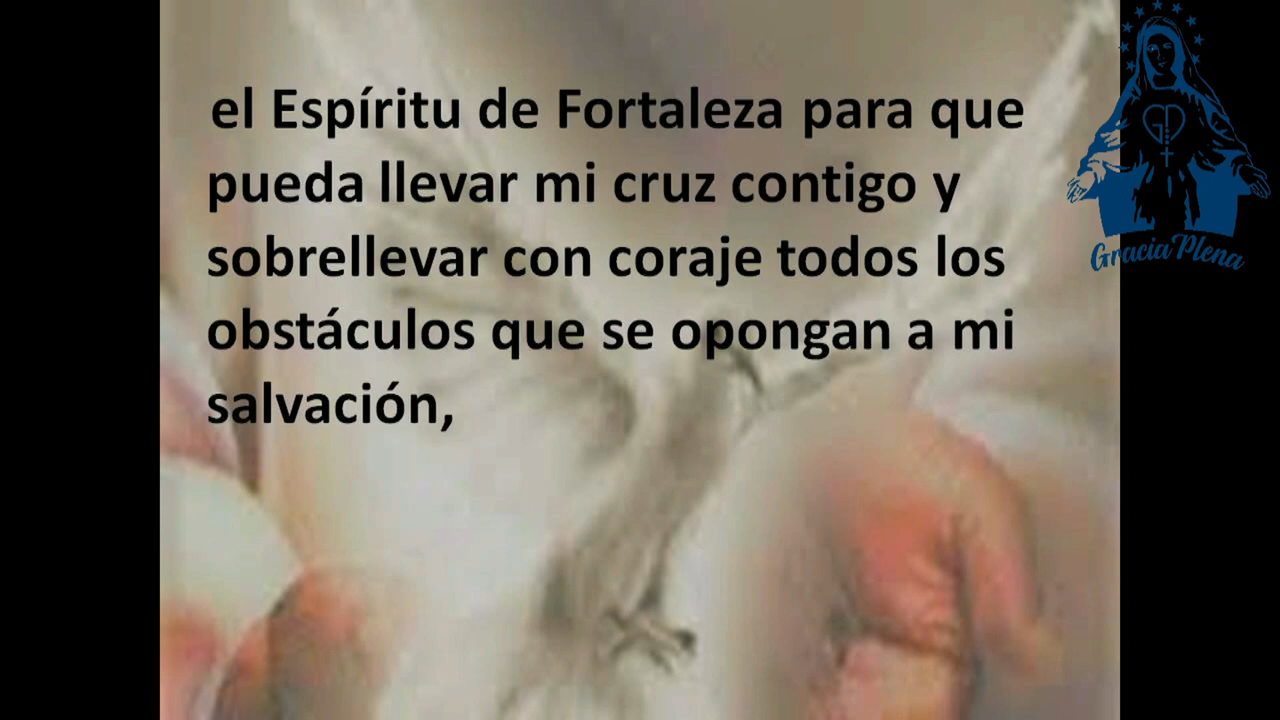 el Espíritu de Fortaleza para que
pueda llevar mi cruz contigo y
sobrellevar con coraje todos los
obstáculos que se opongan a mi
salvación,
Gracia Plena